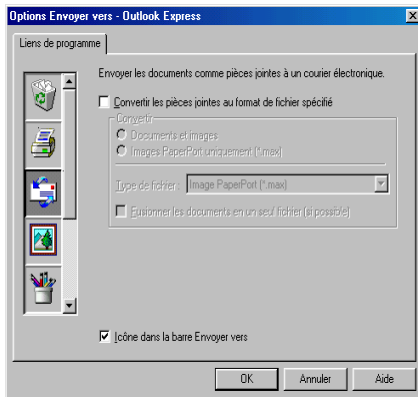 Options Envoyer vers - Outlook Express
Liens de programme
Envoyer les documents comme pièces jointes à un courier électronique.
Convertir les pièces jointes au format de fichier spécifié
Convertir
Documents et images
Images PaperPort uniquement (*.max)
Type de fichier : Image PaperPort (*.max)
Fusionner les documents en un seul fichier (si possible)
Icône dans la barre Envoyer vers
OK Annuler Aide